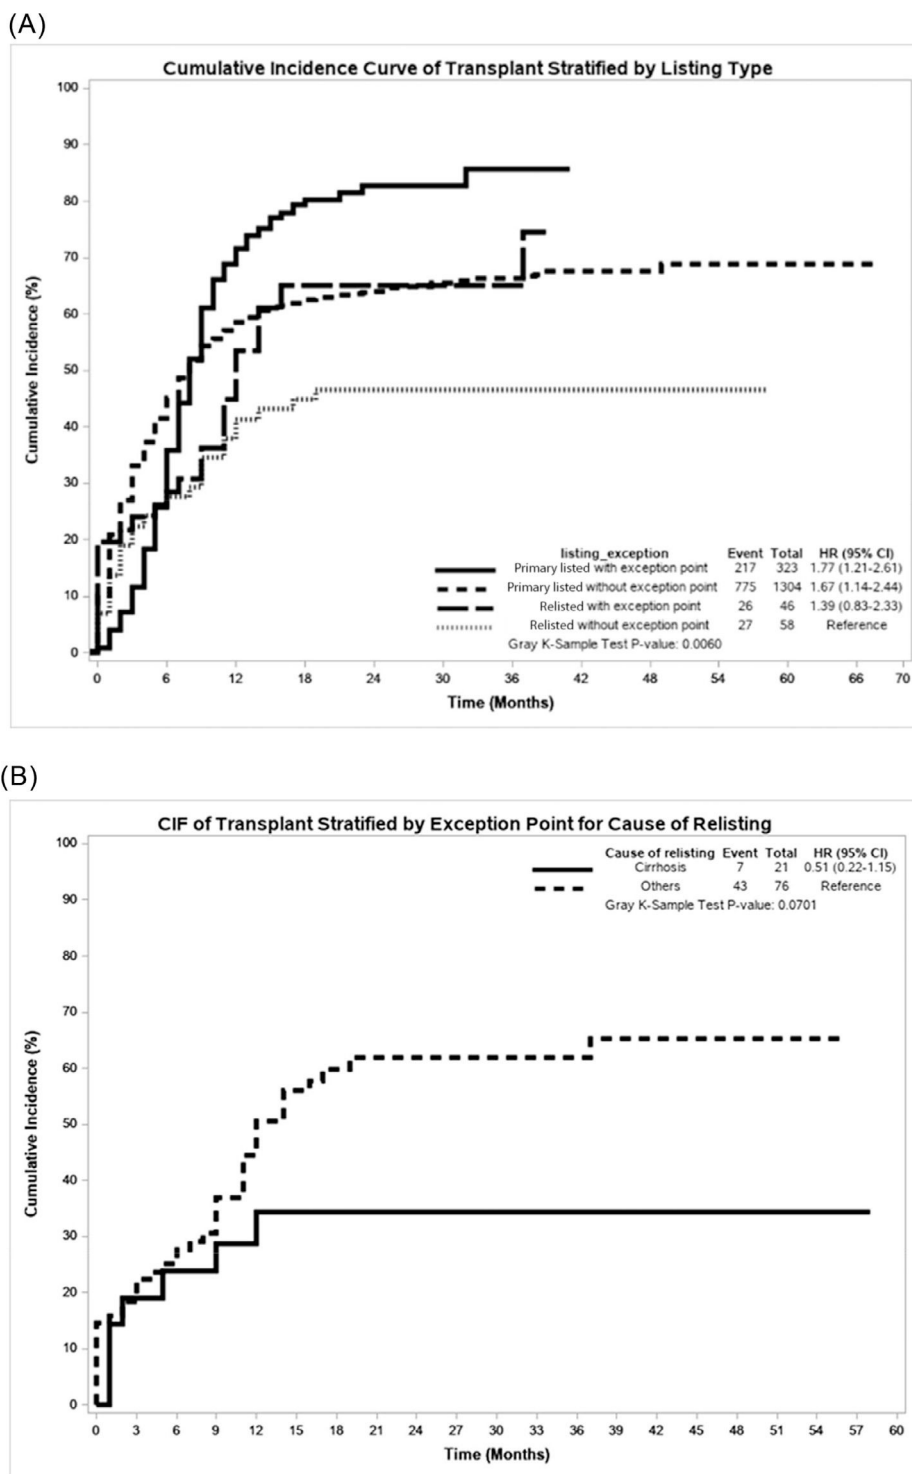 (A)
Cumulative Incidence Curve of Transplant Stratified by Listing Type
100
90
80
70
60
50
40
30
20
10
0
Cumulative Incidence (%)
listing_exception Event Total HR (95% CI)
Primary listed with exception point 217 323 1.77 (1.21-2.61)
Primary listed without exception point 775 1304 1.67 (1.14-2.44)
Relisted with exception point 26 46 1.39 (0.83-2.33)
Relisted without exception point 27 58 Reference
Gray K-Sample Test P-value: 0.0060
0 6 12 18 24 30 36 42 48 54 60 66 70
Time (Months)
(B)
CIF of Transplant Stratified by Exception Point for Cause of Relisting
Cause of relisting Event Total HR (95% CI)
Cirrhosis 7 21 0.51 (0.22-1.15)
Others 43 76 Reference
Gray K-Sample Test P-value: 0.0701
100
90
80
70
60
50
40
30
20
10
0
Cumulative Incidence (%)
0 3 6 9 12 15 18 21 24 27 30 33 36 39 42 45 48 51 54 57 60
Time (Months)